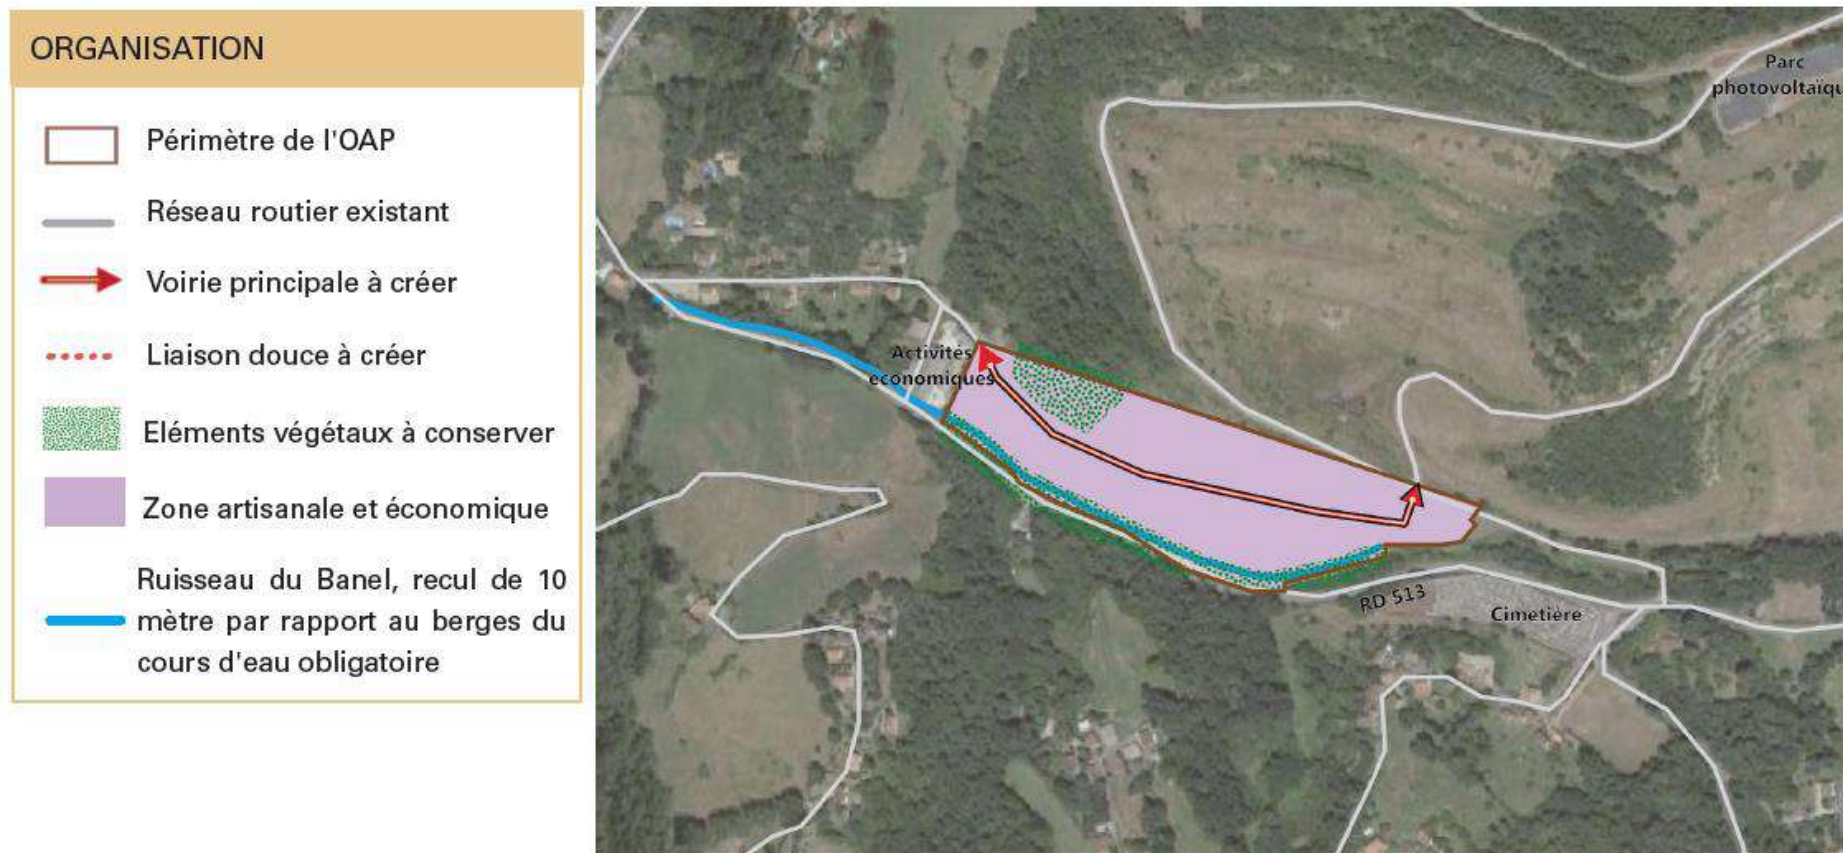 ORGANISATION
Périmètre de l'OAP
Réseau routier existant
Voirie principale à créer
Liaison douce à créer
Eléments végétaux à conserver
Zone artisanale et économique
Ruisseau du Banel, recul de 10
mètre par rapport au berges du
cours d'eau obligatoire
Parc
photovoltaïqu
Activités
économiques
RD 513
Cimetière